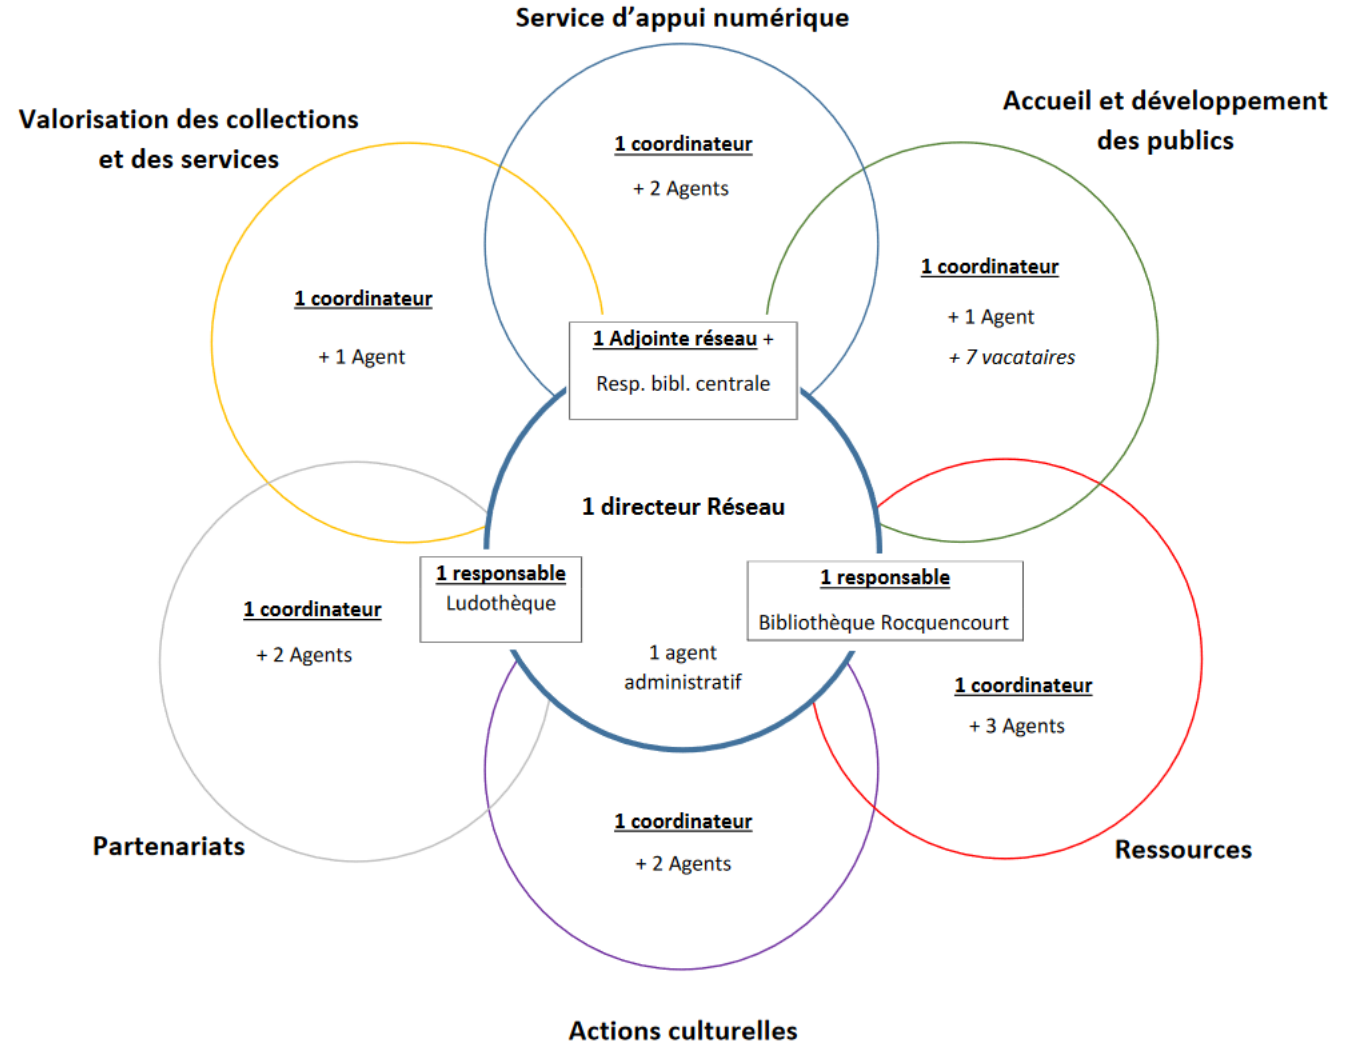 Service d’appui numérique
Valorisation des collections
et des services
Accueil et développement
des publics
1 coordinateur
+ 2 Agents
1 coordinateur
+ 1 Agent
1 coordinateur
+ 1 Agent
+ 7 vacataires
1 Adjointe réseau +
Resp. bibl. centrale
1 directeur Réseau
1 responsable
Ludothèque
1 responsable
Bibliothèque Rocquencourt
1 coordinateur
+ 2 Agents
1 agent
administratif
1 coordinateur
+ 3 Agents
1 coordinateur
+ 2 Agents
Partenariats
Ressources
Actions culturelles